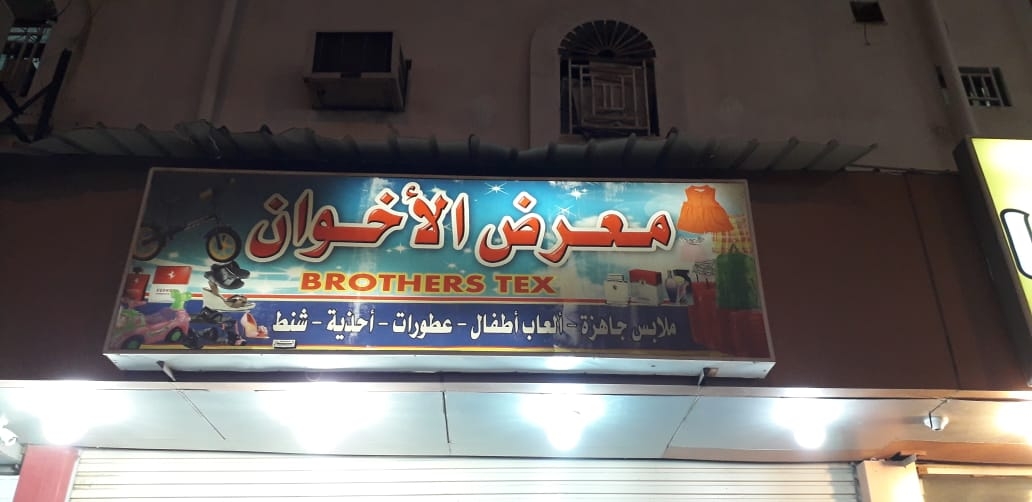 معرض الأخوان
BROTHERS TEX
ملابس جاهزة - ألعاب أطفال - عطورات - أحذية - شنط